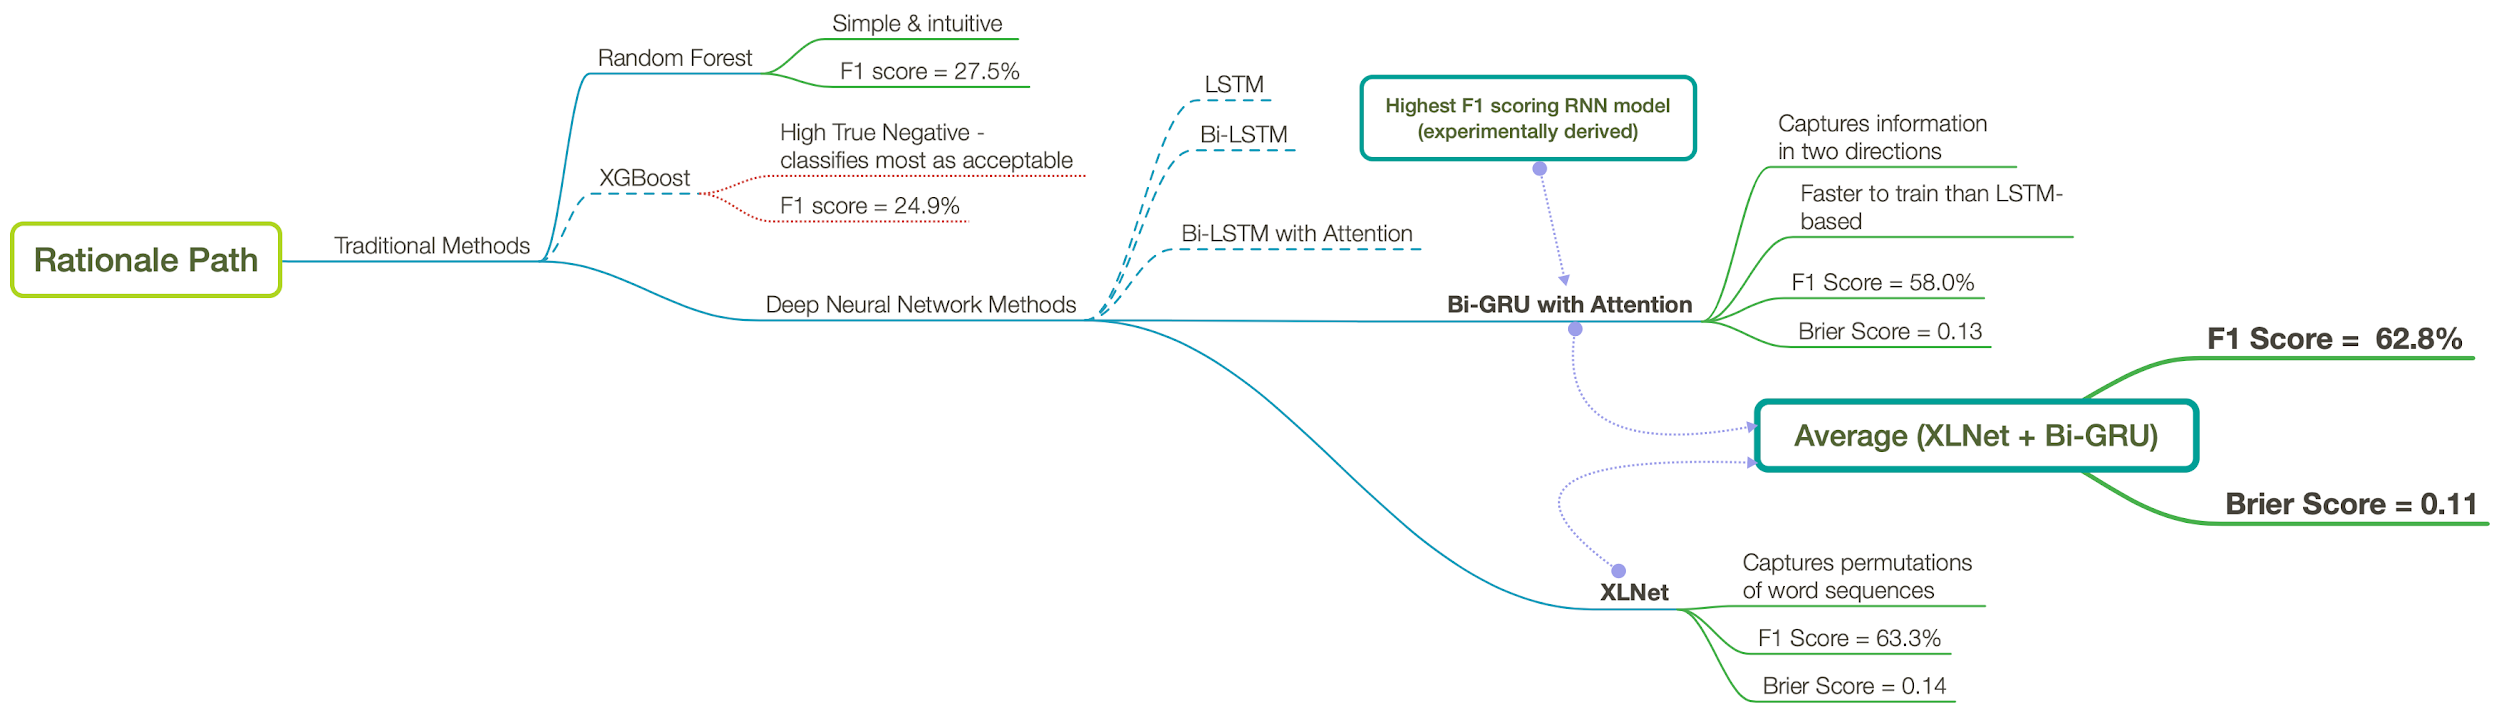 Rationale Path
Traditional Methods
Random Forest
Simple & intuitive
F1 score = 27.5%
XGBoost
High True Negative -
classifies most as acceptable
F1 score = 24.9%
Deep Neural Network Methods
LSTM
Bi-LSTM
Bi-LSTM with Attention
Highest F1 scoring RNN model
(experimentally derived)
Bi-GRU with Attention
Captures information
in two directions
Faster to train than LSTM-
based
F1 Score = 58.0%
Brier Score = 0.13
Average (XLNet + Bi-GRU)
F1 Score =  62.8%
Brier Score = 0.11
XLNet
Captures permutations
of word sequences
F1 Score = 63.3%
Brier Score = 0.14